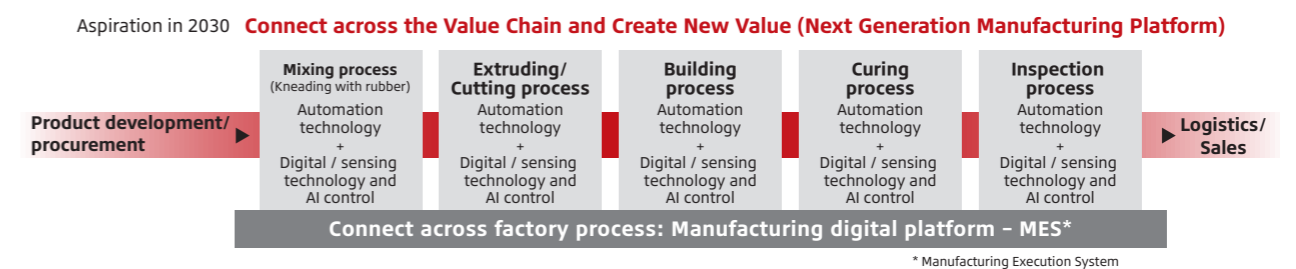 Aspiration in 2030 Connect across the Value Chain and Create New Value (Next Generation Manufacturing Platform)
Product development/
procurement
Mixing process
(Kneading with rubber)
Automation
technology
+
Digital / sensing
technology and
AI control
Extruding/
Cutting process
Automation
technology
+
Digital / sensing
technology and
AI control
Building
process
Automation
technology
+
Digital / sensing
technology and
AI control
Curing
process
Automation
technology
+
Digital / sensing
technology and
AI control
Inspection
process
Automation
technology
+
Digital / sensing
technology and
AI control
Logistics/
Sales
Connect across factory process: Manufacturing digital platform – MES*
* Manufacturing Execution System